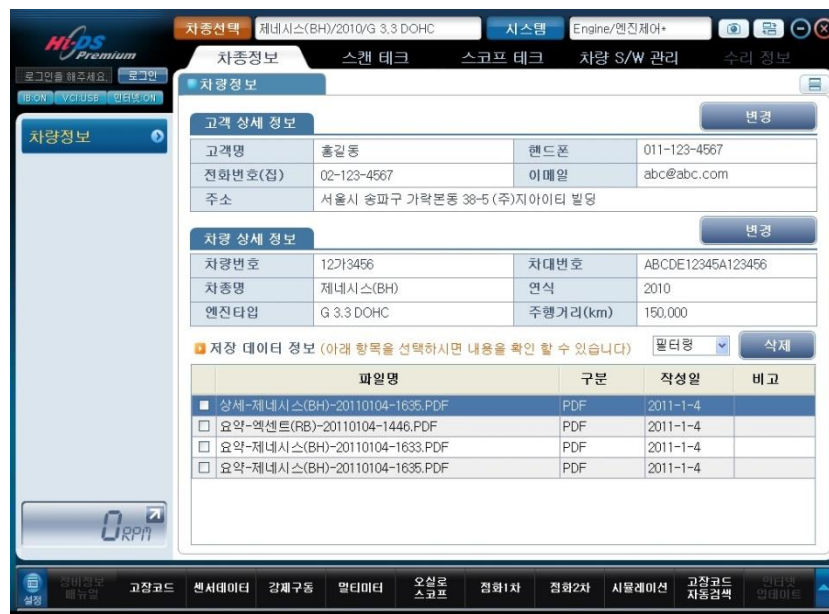 Hi-DS Premium
차종선택 제네시스(BH)/2010/G 3,3 DOHC 시스템 Engine/엔진제어+
로그인을 해주세요. 로그인
IB:ON VCI:USB 인터넷:ON
차종정보 스캔 테크 스코프 테크 차량 S/W 관리 수리 정보
차량정보
차량정보
고객 상세 정보 변경
고객명 홍길동 핸드폰 011-123-4567
전화번호(집) 02-123-4567 이메일 abc@abc.com
주소 서울시 송파구 가락본동 38-5 (주)지아이티 빌딩
차량 상세 정보 변경
차량번호 12가3456 차대번호 ABCDE12345A123456
차종명 제네시스(BH) 연식 2010
엔진타입 G 3.3 DOHC 주행거리(km) 150,000
저장 데이터 정보 (아래 항목을 선택하시면 내용을 확인 할 수 있습니다) 필터링 삭제
파일명 구분 작성일 비고
상세-제네시스(BH)-20110104-1635.PDF PDF 2011-1-4
요약-엑센트(RB)-20110104-1446.PDF PDF 2011-1-4
요약-제네시스(BH)-20110104-1633.PDF PDF 2011-1-4
요약-제네시스(BH)-20110104-1635.PDF PDF 2011-1-4
0 RPM
설정 장비정보 매뉴얼 고장코드 센서데이터 강제구동 멀티미터 오실로스코프 점화1차 점화2차 시뮬레이션 고장코드 자동검색 인터넷 업데이트